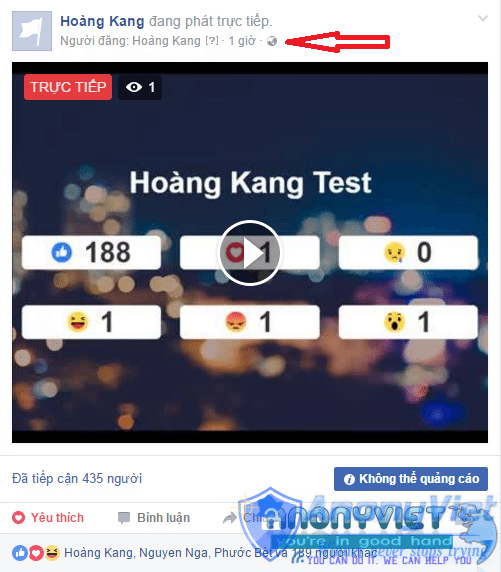 Hoàng Kang đang phát trực tiếp.
Người đăng: Hoàng Kang [?] · 1 giờ ·
TRỰC TIẾP 1
Hoàng Kang Test
188 1 0
1 1 1
Đã tiếp cận 435 người Không thể quảng cáo
Yêu thích Bình luận
ANONYVIET
you're in good hand
YOU CAN DO IT. WE CAN HELP YOU
AnonyViet
never stops trying
Hoàng Kang, Nguyen Nga, Phước Bét và 189 người khác